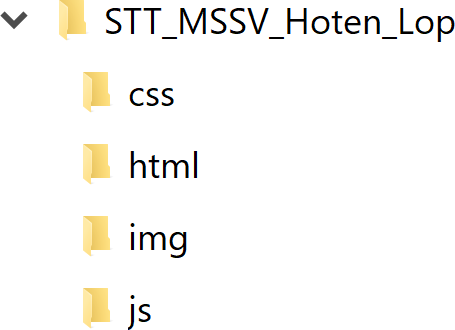 STT_MSSV_Hoten_Lop
css
html
img
js